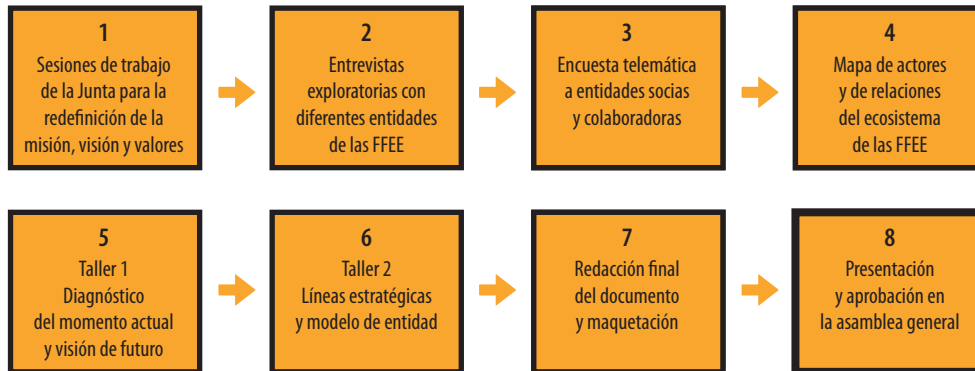 1
Sesiones de trabajo
de la Junta para la
redefinición de la
misión, visión y valores
2
Entrevistas
exploratorias con
diferentes entidades
de las FFEE
3
Encuesta telemática
a entidades socias
y colaboradoras
4
Mapa de actores
y de relaciones
del ecosistema
de las FFEE
5
Taller 1
Diagnóstico
del momento actual
y visión de futuro
6
Taller 2
Líneas estratégicas
y modelo de entidad
7
Redacción final
del documento
y maquetación
8
Presentación
y aprobación en
la asamblea general